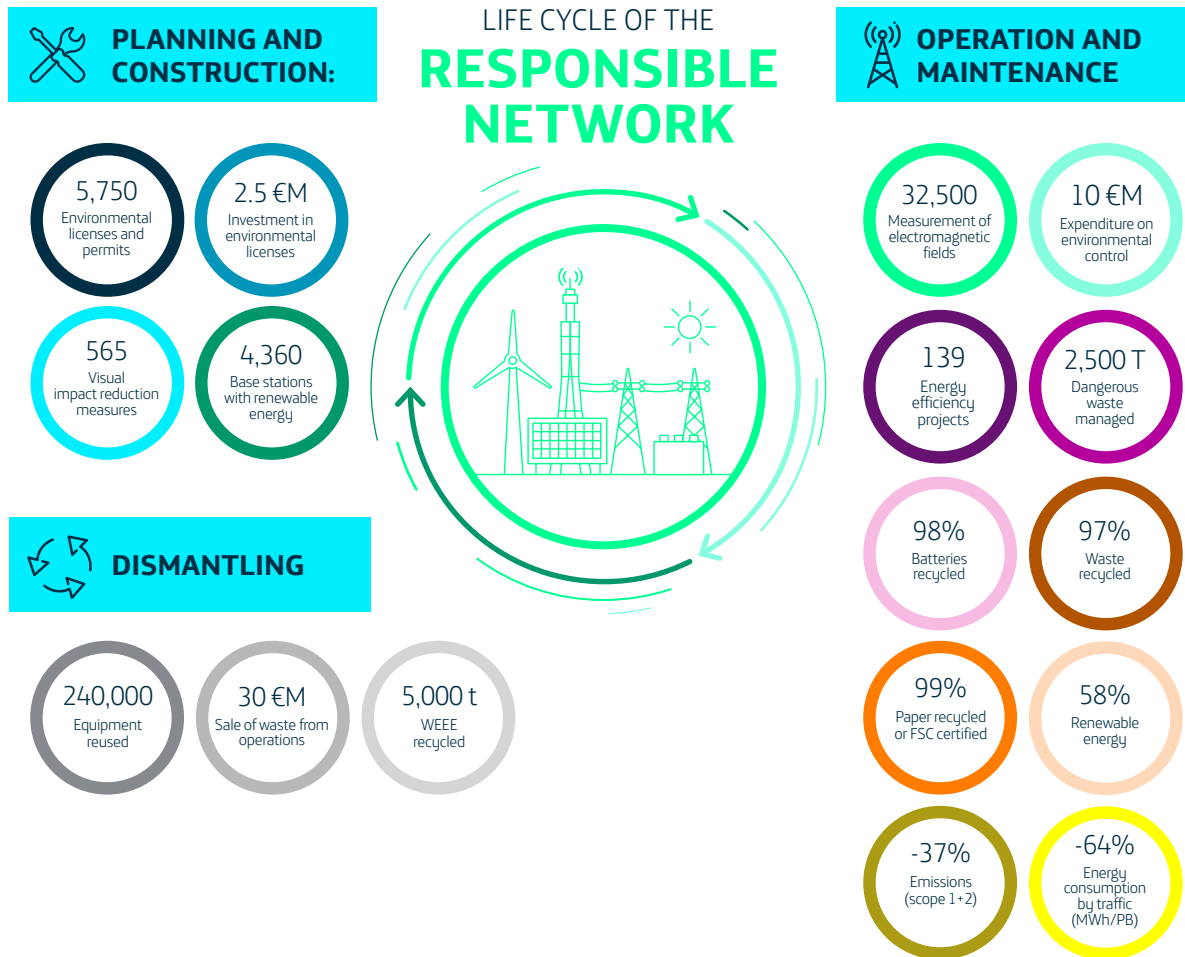 PLANNING AND
CONSTRUCTION:
LIFE CYCLE OF THE
RESPONSIBLE
NETWORK
OPERATION AND
MAINTENANCE
5,750
Environmental
licenses and
permits
2.5 €M
Investment in
environmental
licenses
565
Visual
impact reduction
measures
4,360
Base stations
with renewable
energy
32,500
Measurement of
electromagnetic
fields
10 €M
Expenditure on
environmental
control
139
Energy
efficiency
projects
2,500 T
Dangerous
waste
managed
98%
Batteries
recycled
97%
Waste
recycled
99%
Paper recycled
or FSC certified
58%
Renewable
energy
-37%
Emissions
(scope 1+2)
-64%
Energy
consumption
by traffic
(MWh/PB)
DISMANTLING
240,000
Equipment
reused
30 €M
Sale of waste from
operations
5,000 t
WEEE
recycled